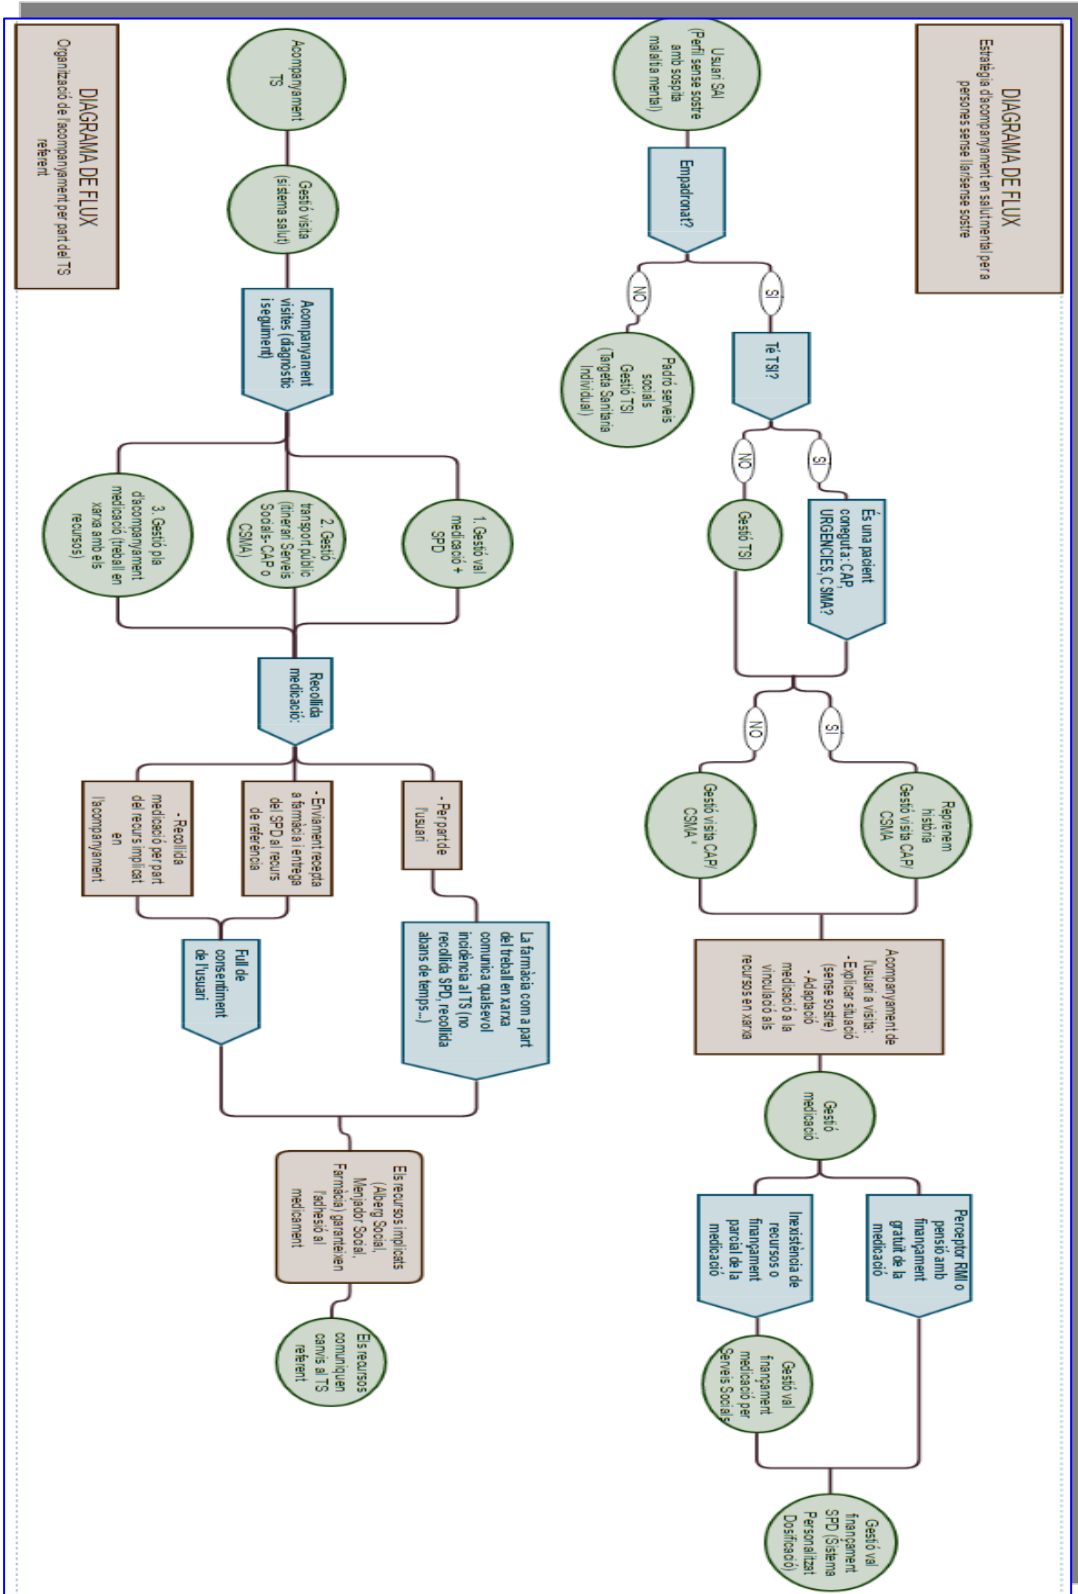 DIAGRAMA DE FLUX
Estratègia d'acompanyament en salut mental per a
persones sense llar/sense sostre
Usuari SAI
(Perfil sense sostre
amb sospita
malaltia mental)
Empadronat?
SÍ
NO
Padró serveis
socials
Gestió TSI
(Targeta Sanitaria
Individual)
Té TSI?
SÍ
NO
Gestió TSI
És una pacient
coneguta: CAP,
URGENCIES, CSMA?
SÍ
NO
Reprenem
història
Gestió visita CAP/
CSMA
Gestió visita CAP/
CSMA *
Acompanyament de
l'usuari a visita:
- Explicar situació
(sense sostre)
- Adaptació
medicació a la
vinculació als
recursos en xarxa
Gestió
medicació
Perceptor RMI o
pensió amb
finançament
gratuït de la
medicació
Inexistència de
recursos o
finançament
parcial de la
medicació
Gestió val
finançament
medicació per
Serveis Socials
Gestió val
finançament
SPD (Sistema
Personalitzat
Dosificació)
DIAGRAMA DE FLUX
Organització de l'acompanyament per part del TS
referent
Acompanyament
TS
Gestió visita
(sistema salut)
Acompanyament
visites (diagnòstic
i seguiment)
1. Gestió val
medicació +
SPD
2. Gestió
transport públic
(itinerari Serveis
Socials- CAP o
CSMA)
3. Gestió pla
d'acompanyament
medicació (treball en
xarxa amb els
recursos)
Recollida
medicació:
- Per part de
l'usuari
- Enviament recepta
a farmàcia i entrega
del SPD al recurs
de referència
- Recollida
medicació per part
del recurs implicat
en
l'acompanyament
La farmàcia com a part
del treball en xarxa
comunica qualsevol
incidència al TS (no
recollida SPD, recollida
abans de temps...)
Full de
consentiment
de l'usuari
Els recursos implicats
(Alberg Social,
Menjador Social,
Farmàcia) garanteixen
l'adhesió al
medicament
Els recursos
comuniquen
canvis al TS
referent